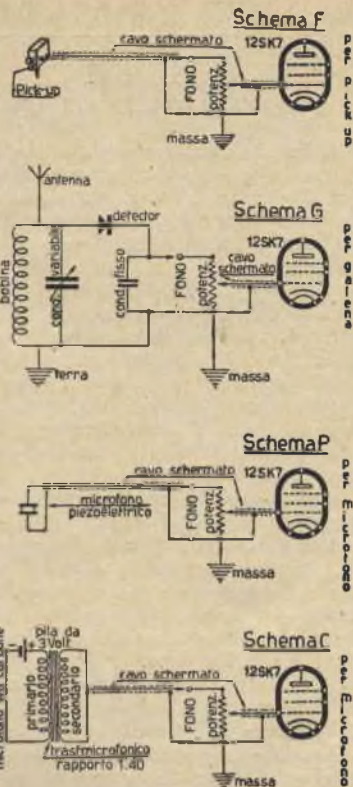 Schema F
cavo schermato
12SK7
Pick-up
FONO
potenz.
massa
per pick up
Schema G
antenna
detector
12SK7
bobina
cond. variabile
cond. fisso
FONO
potenz.
cavo
schermato
terra
massa
per galena
Schema P
cavo schermato
12SK7
microfono
piezoelettrico
FONO
potenz.
massa
per Microfono
Schema C
pila da
3 Volt
cavo schermato
12SK7
primario
secondario
FONO
potenz.
trasf microfonico
rapporto 1.40
massa
per Microfono